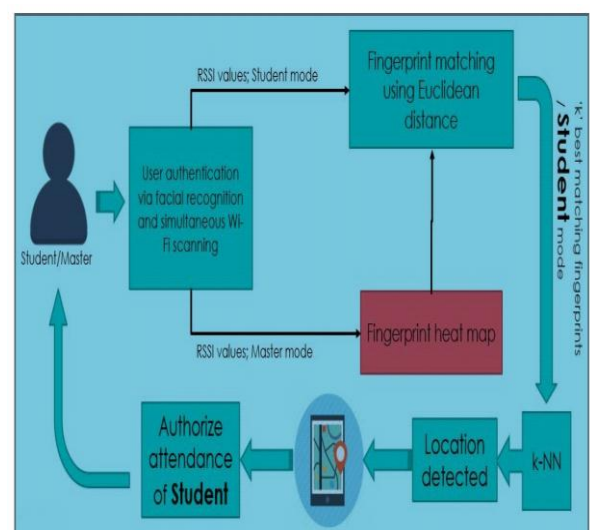 RSSI values; Student mode
Fingerprint matching
using Euclidean
distance
'k' best matching fingerprints
/ Student
mode
User authentication
via facial recognition
and simultaneous Wi-
Fi scanning
Student/Master
RSSI values; Master mode
Fingerprint heat map
Authorize
attendance
of Student
Location
detected
k-NN